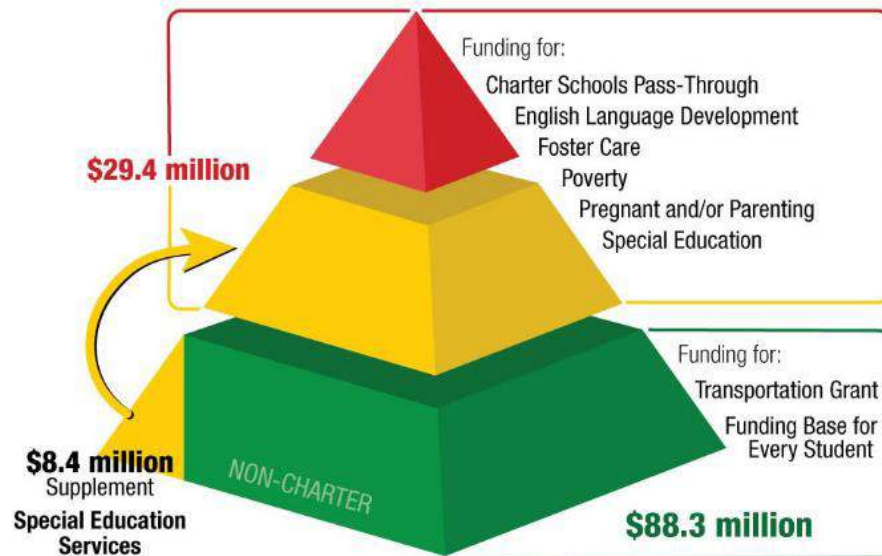 Funding for:
Charter Schools Pass-Through
English Language Development
Foster Care
Poverty
Pregnant and/or Parenting
Special Education
$29.4 million
Funding for:
Transportation Grant
Funding Base for
Every Student
$8.4 million
Supplement
Special Education
Services
NON-CHARTER
$88.3 million